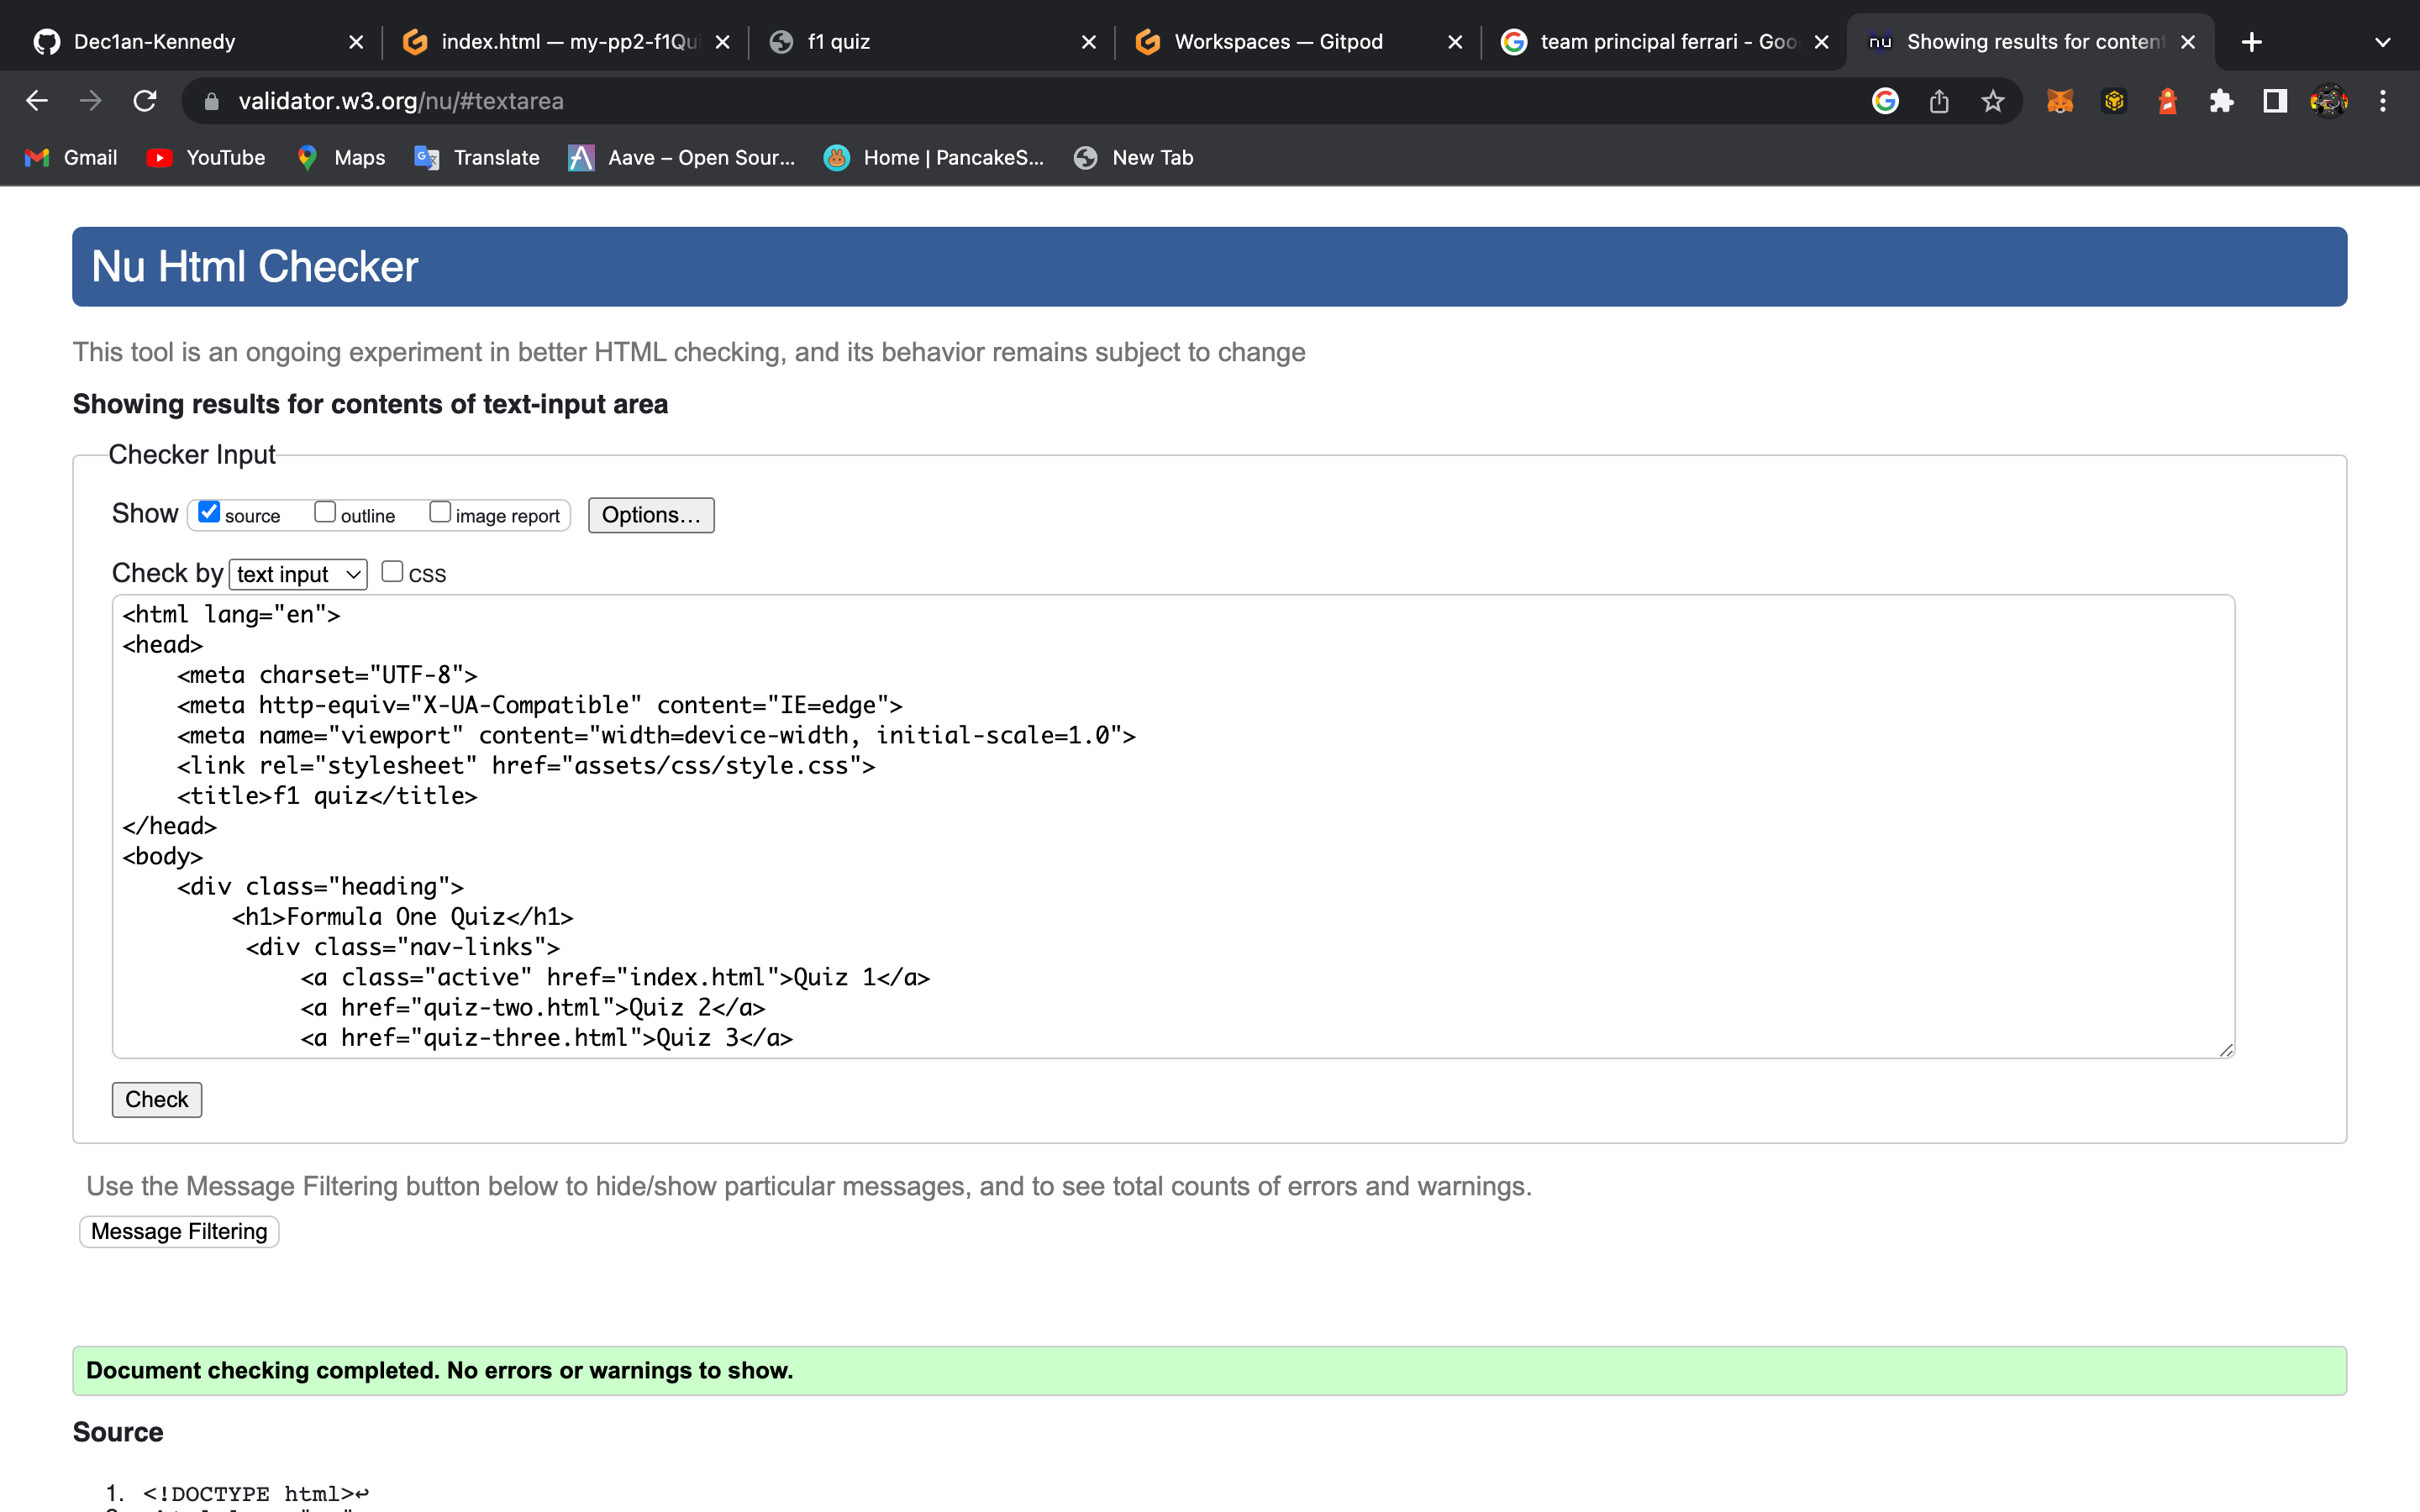 Dec1an-Kennedy
index.html — my-pp2-f1Qui
f1 quiz
Workspaces — Gitpod
team principal ferrari - Goo
nu
Showing results for content
validator.w3.org/nu/#textarea
Gmail
YouTube
Maps
Translate
Aave – Open Sour...
Home | PancakeS...
New Tab
Nu Html Checker
This tool is an ongoing experiment in better HTML checking, and its behavior remains subject to change
Showing results for contents of text-input area
Checker Input
Show source outline image report Options...
Check by text input CSS
<html lang="en">
<head>
    <meta charset="UTF-8">
    <meta http-equiv="X-UA-Compatible" content="IE=edge">
    <meta name="viewport" content="width=device-width, initial-scale=1.0">
    <link rel="stylesheet" href="assets/css/style.css">
    <title>f1 quiz</title>
</head>
<body>
    <div class="heading">
        <h1>Formula One Quiz</h1>
         <div class="nav-links">
             <a class="active" href="index.html">Quiz 1</a>
             <a href="quiz-two.html">Quiz 2</a>
             <a href="quiz-three.html">Quiz 3</a>
Check
Use the Message Filtering button below to hide/show particular messages, and to see total counts of errors and warnings.
Message Filtering
Document checking completed. No errors or warnings to show.
Source
1. <!DOCTYPE html>↩